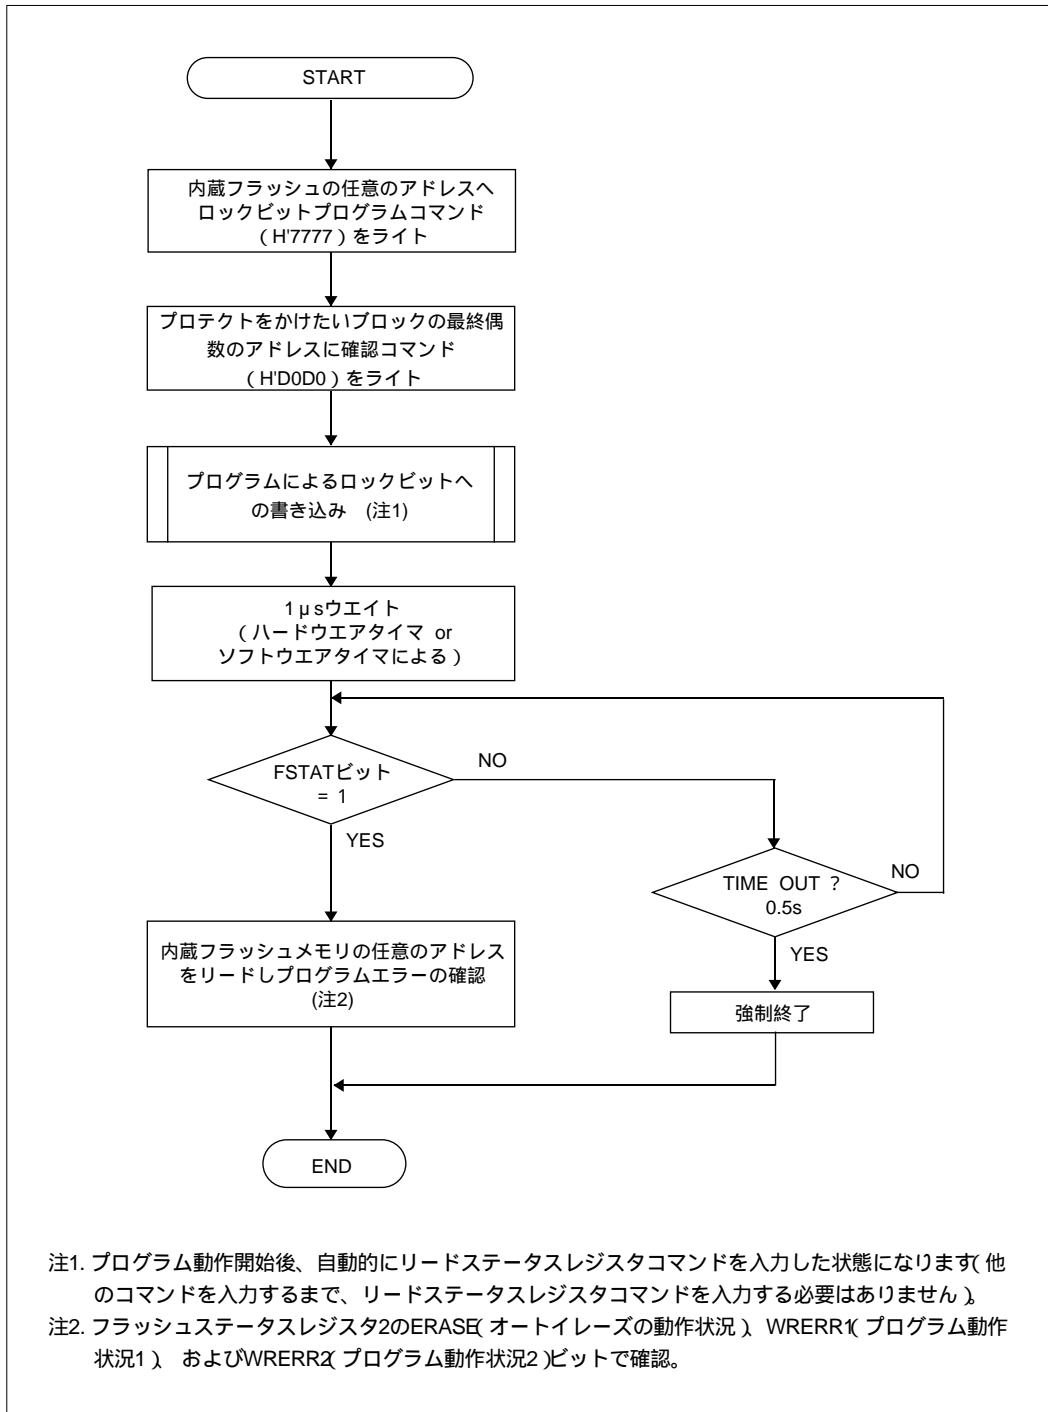 START
内蔵フラッシュの任意のアドレスへ
ロックビットプログラムコマンド
(H'7777)をライト
プロテクトをかけたいブロックの最終偶
数のアドレスに確認コマンド
(H'D0D0)をライト
プログラムによるロックビットへ
の書き込み (注1)
1μsウエイト
(ハードウエアタイマ or
ソフトウエアタイマによる)
FSTATビット
= 1
NO
YES
TIME OUT ?
0.5s
NO
YES
内蔵フラッシュメモリの任意のアドレス
をリードしプログラムエラーの確認
(注2)
強制終了
END
注1. プログラム動作開始後、自動的にリードステータスレジスタコマンドを入力した状態になります(他
のコマンドを入力するまで、リードステータスレジスタコマンドを入力する必要はありません)。
注2. フラッシュステータスレジスタ2のERASE(オートイレーズの動作状況)、WRERR1(プログラム動作
状況1)、およびWRERR2(プログラム動作状況2)ビットで確認。